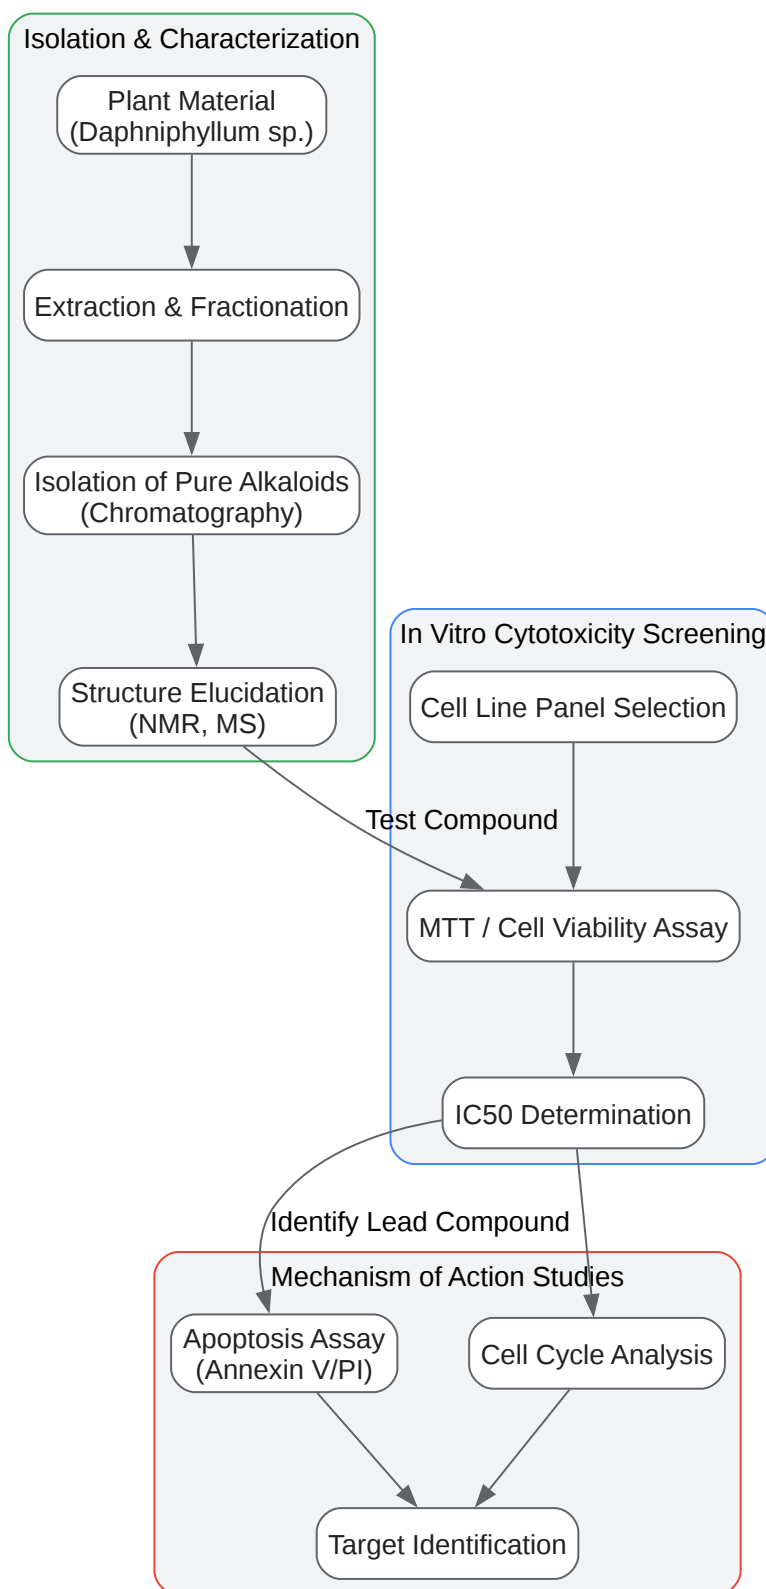 Isolation & Characterization
Plant Material
(Daphniphyllum sp.)
Extraction & Fractionation
Isolation of Pure Alkaloids
(Chromatography)
Structure Elucidation
(NMR, MS)
In Vitro Cytotoxicity Screening
Cell Line Panel Selection
Test Compound
MTT / Cell Viability Assay
IC50 Determination
Identify Lead Compound
Mechanism of Action Studies
Apoptosis Assay
(Annexin V/PI)
Cell Cycle Analysis
Target Identification